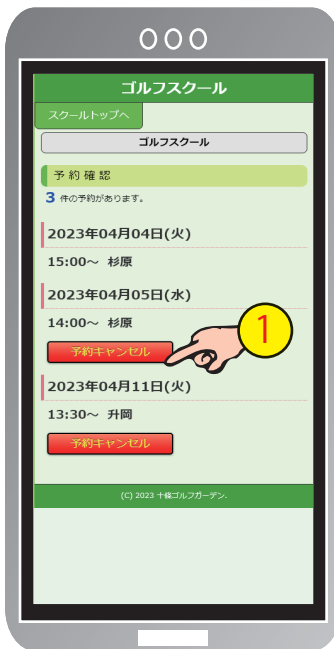 ゴルフスクール
スクールトップへ
ゴルフスクール
予約確認
3 件の予約があります。
2023年04月04日(火)
15:00～ 杉原
2023年04月05日(水)
14:00～ 杉原
予約キャンセル
1
2023年04月11日(火)
13:30～ 升岡
予約キャンセル
(C) 2023 十條ゴルフガーデン.